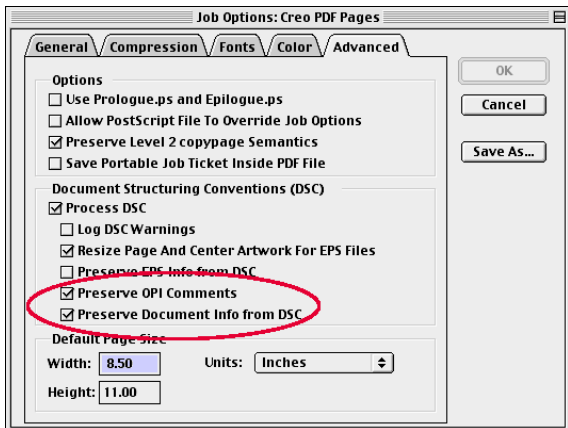 Job Options: Creo PDF Pages
General
Compression
Fonts
Color
Advanced
Options
Use Prologue.ps and Epilogue.ps
Allow PostScript File To Override Job Options
Preserve Level 2 copypage Semantics
Save Portable Job Ticket Inside PDF File
Document Structuring Conventions (DSC)
Process DSC
Log DSC Warnings
Resize Page And Center Artwork For EPS Files
Preserve EPS Info from DSC
Preserve OPI Comments
Preserve Document Info from DSC
Default Page Size
Width: 8.50 Units: Inches
Height: 11.00
OK
Cancel
Save As...